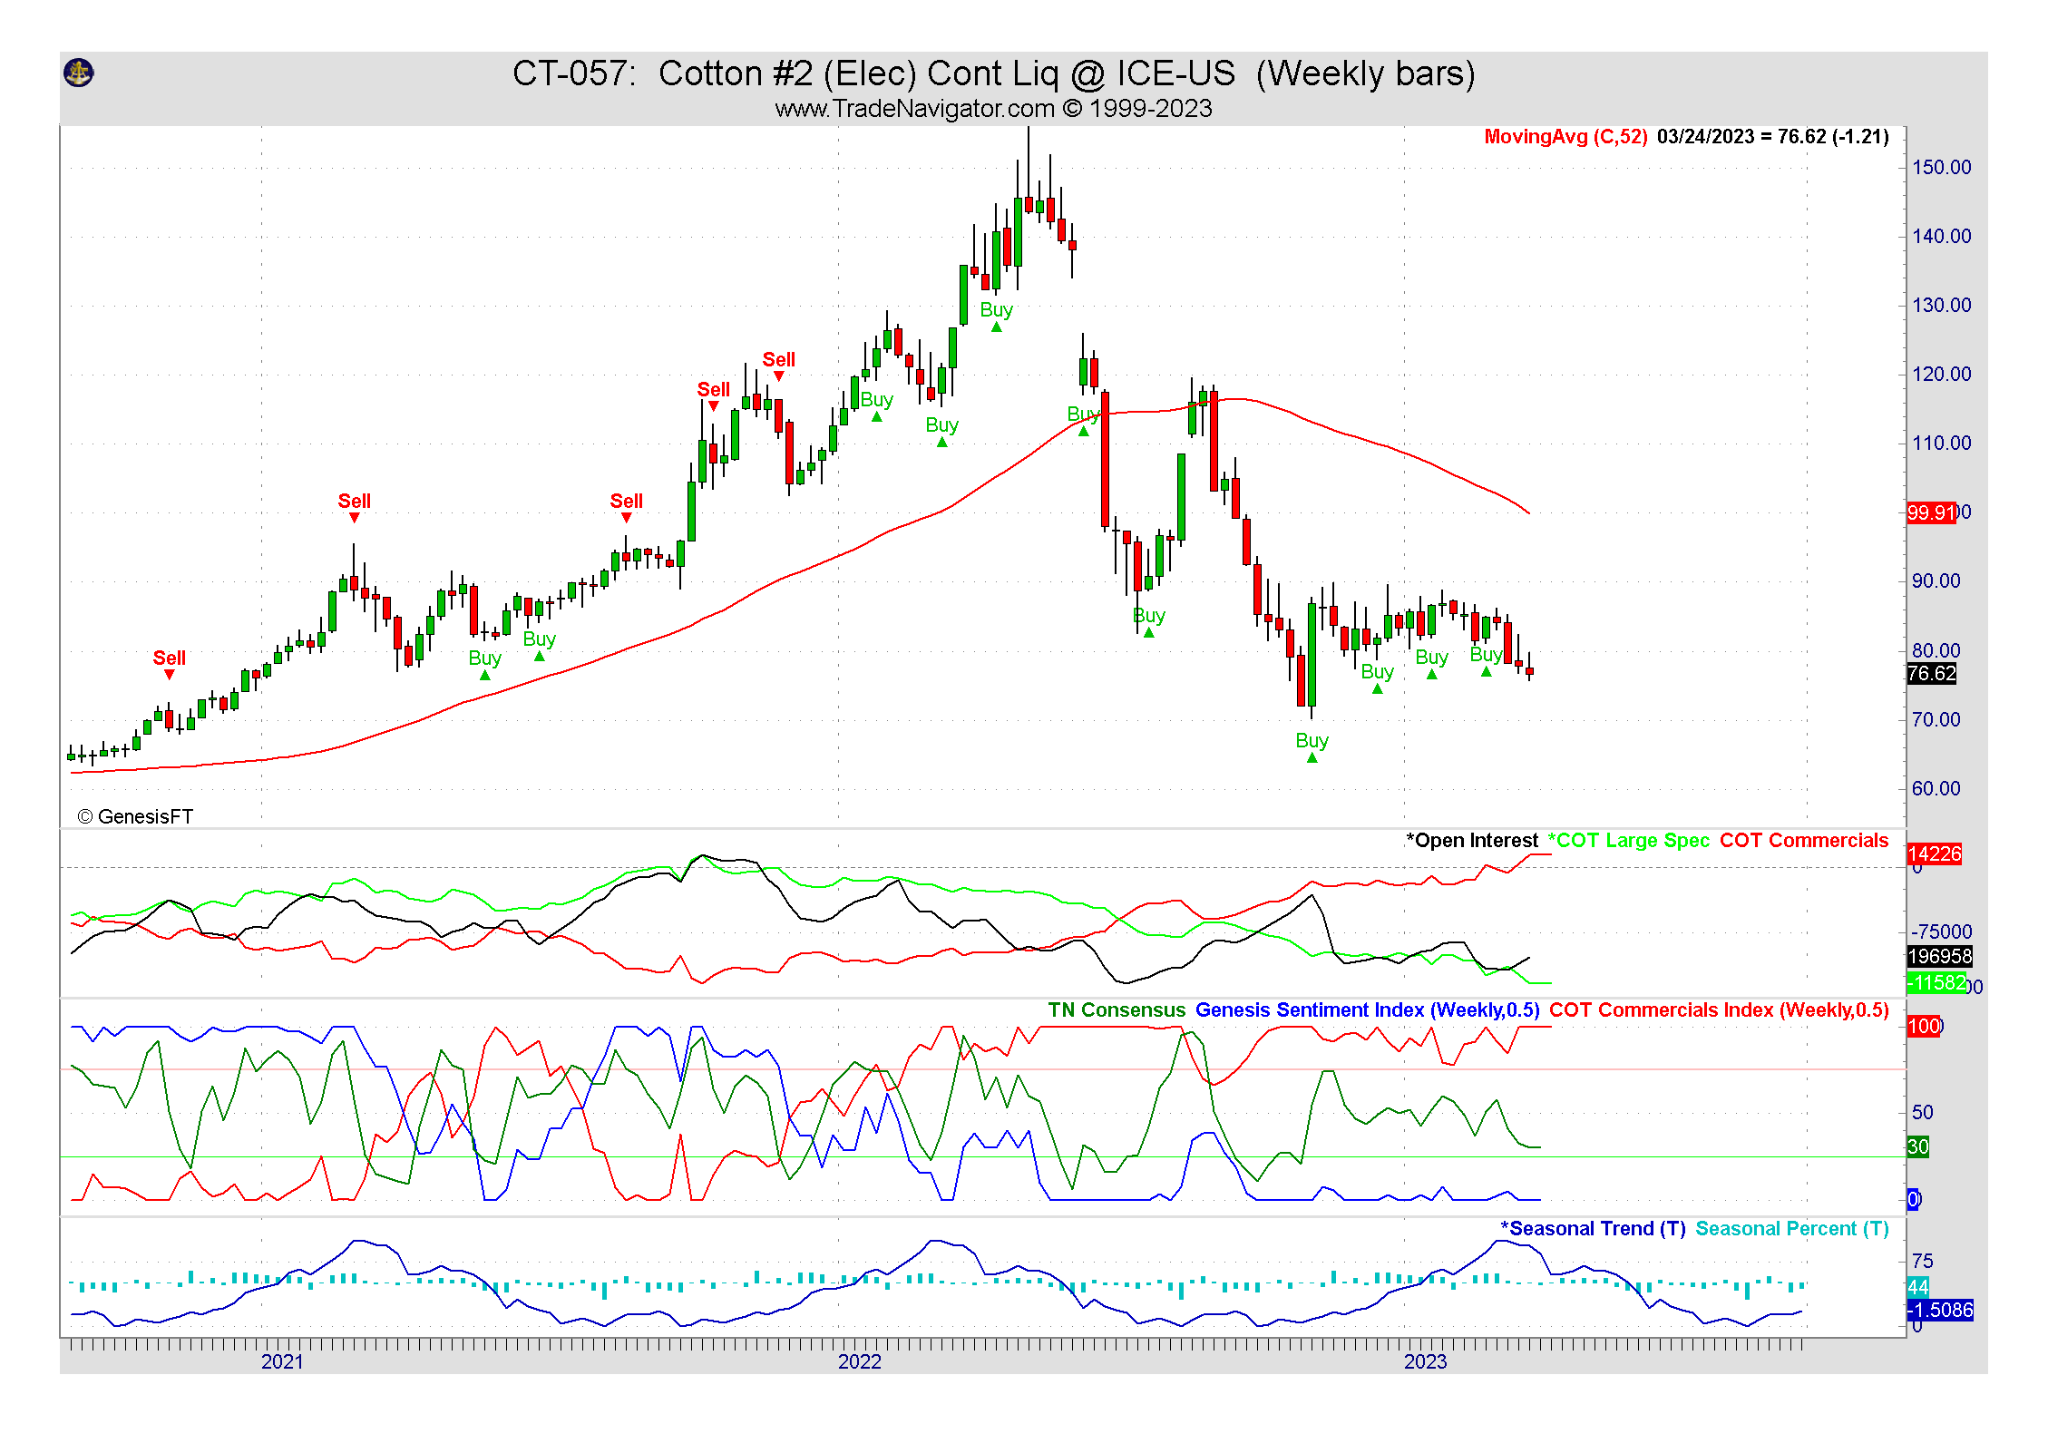 CT-057:  Cotton #2 (Elec) Cont Liq @ ICE-US  (Weekly bars)
www.TradeNavigator.com © 1999-2023
MovingAvg (C,52) 03/24/2023 = 76.62 (-1.21)
150.00
140.00
130.00
Buy
120.00
Sell
Sell
Buy
Buy
Buy
110.00
Sell
Sell
99.91
90.00
Buy
Buy
Sell
Buy
Buy
Buy
Buy
80.00
Buy
76.62
70.00
Buy
60.00
© GenesisFT
*Open Interest *COT Large Spec COT Commercials
14226
0
-75000
196958
-11582
TN Consensus Genesis Sentiment Index (Weekly,0.5) COT Commercials Index (Weekly,0.5)
100
50
30
0
*Seasonal Trend (T) Seasonal Percent (T)
75
44
-1.5086
0
2021 2022 2023